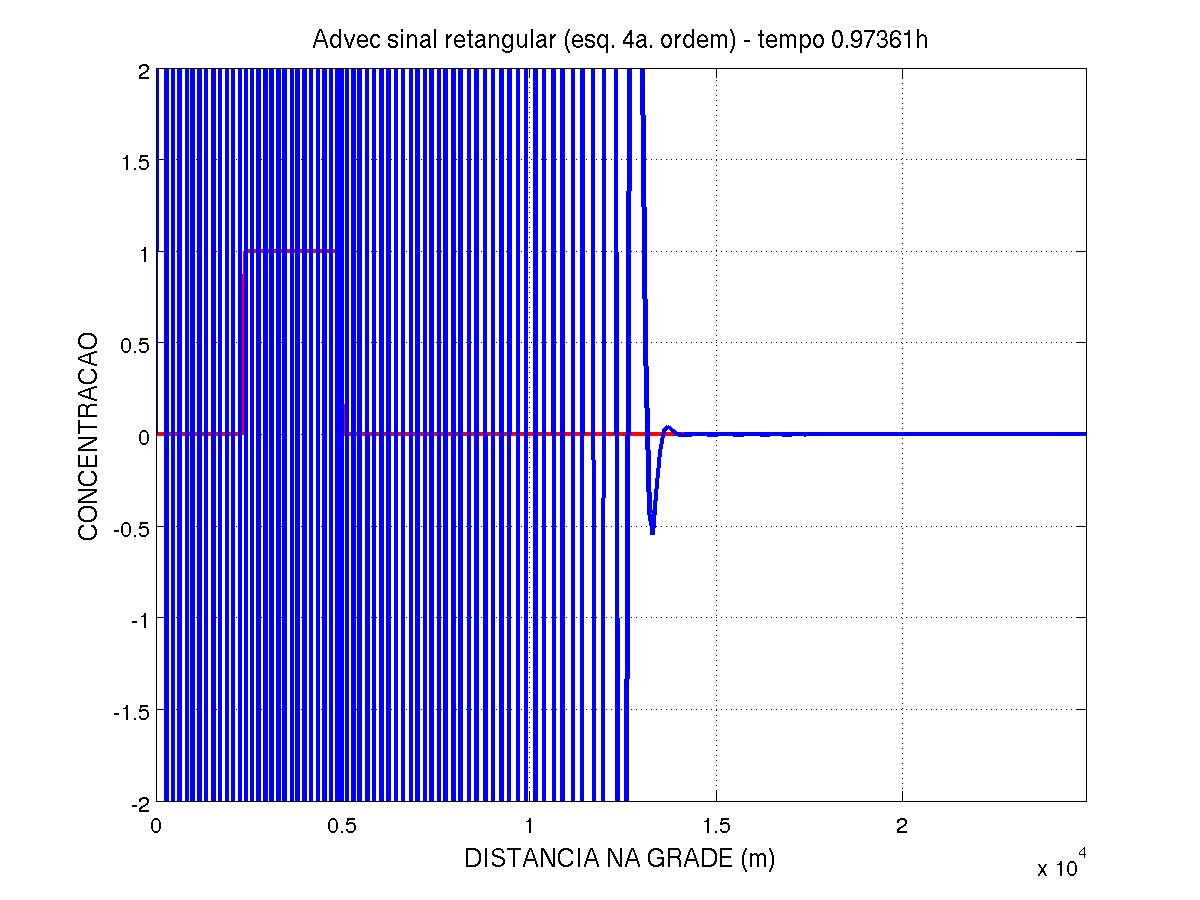 Advec sinal retangular (esq. 4a. ordem) - tempo 0.97361h
2
1.5
1
0.5
0
-0.5
-1
-1.5
-2
CONCENTRACAO
0 0.5 1 1.5 2
DISTANCIA NA GRADE (m)
x 10^4